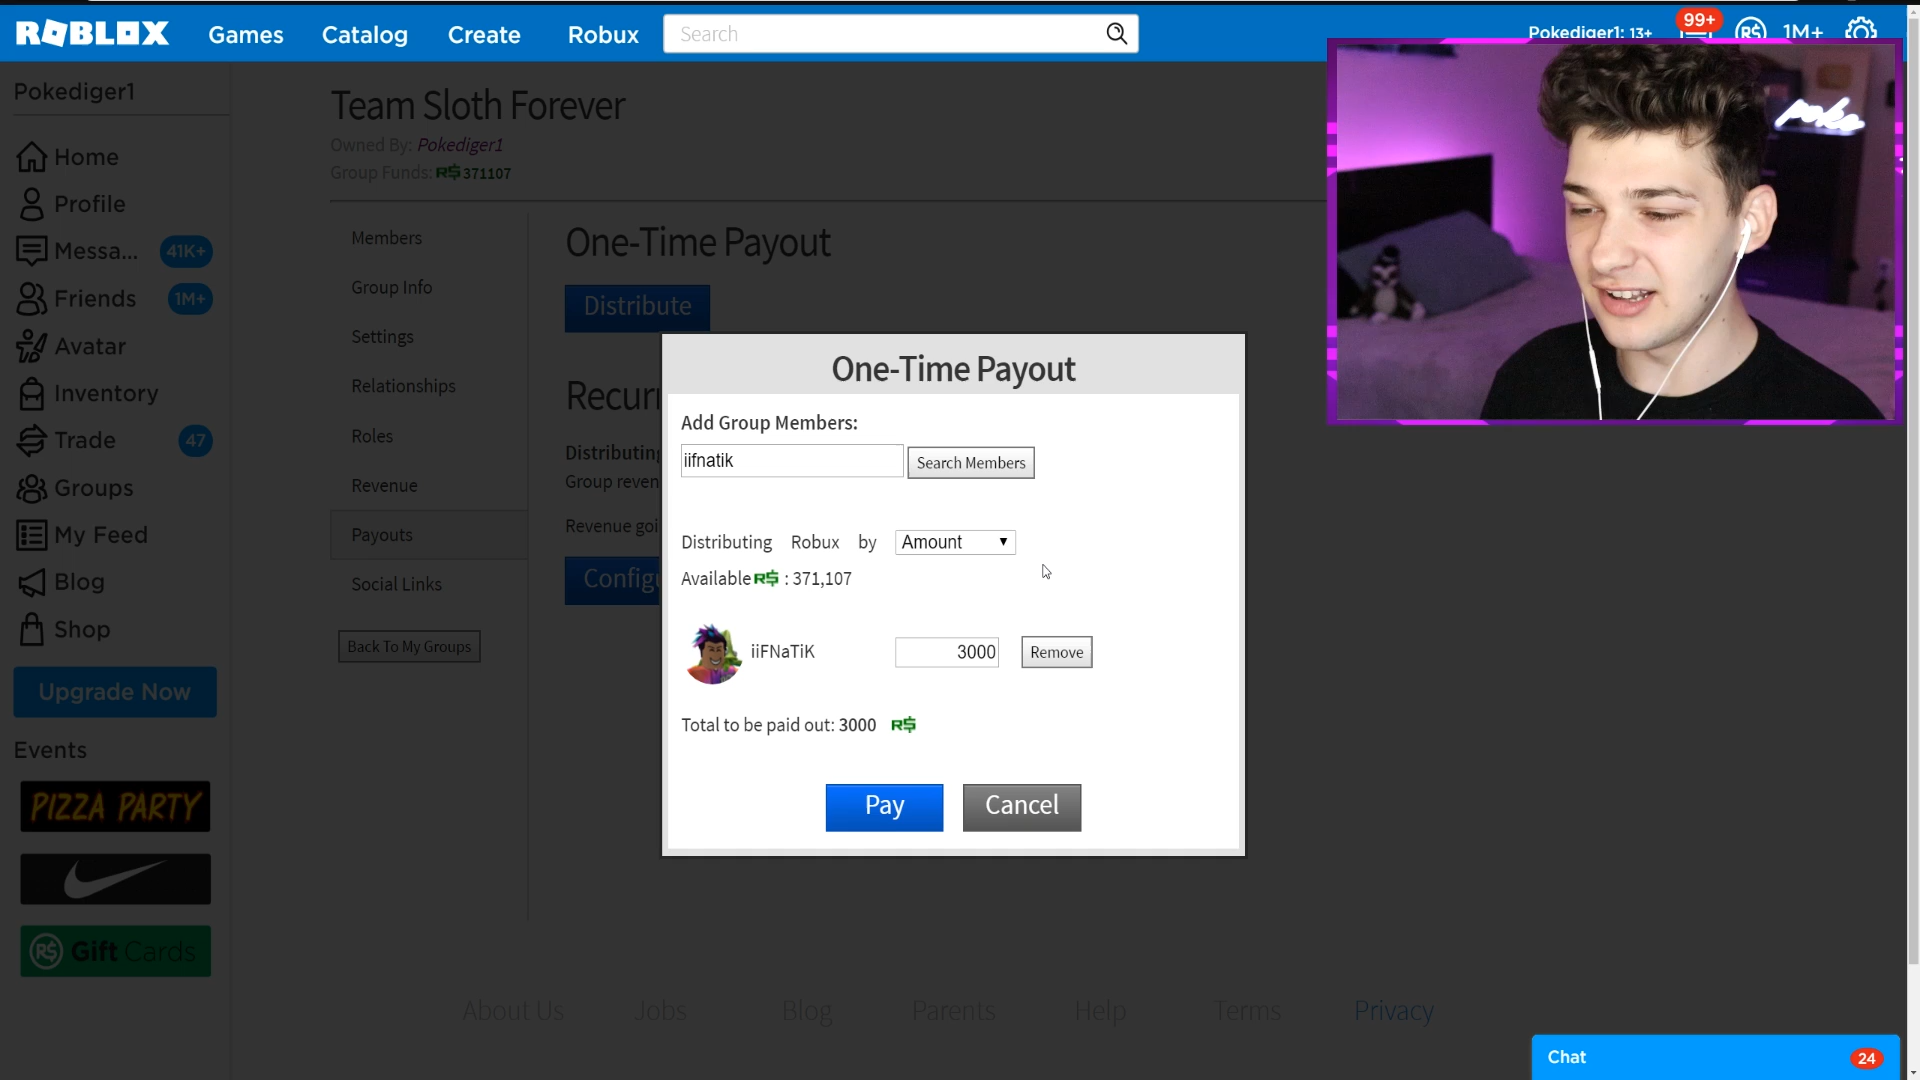 ROBLOX Games Catalog Create Robux Search Pokediger1: 13+ 99+ R$ 1M+
poke
Pokediger1
Home
Profile
Messa... 41K+
Friends 1M+
Avatar
Inventory
Trade 47
Groups
My Feed
Blog
Shop
Upgrade Now
Events
PIZZA PARTY
R$ Gift Cards
Team Sloth Forever
Owned By: Pokediger1
Group Funds: R$ 371107
Members
Group Info
Settings
Relationships
Roles
Revenue
Payouts
Social Links
Back To My Groups
One-Time Payout
Distribute
Recurr
Distributing
Group reven
Revenue goi
Configu
One-Time Payout
Add Group Members:
iifnatik Search Members
Distributing Robux by Amount
Available R$ : 371,107
iiFNaTiK 3000 Remove
Total to be paid out: 3000 R$
Pay Cancel
About Us Jobs Blog Parents Help Terms Privacy
Chat 24